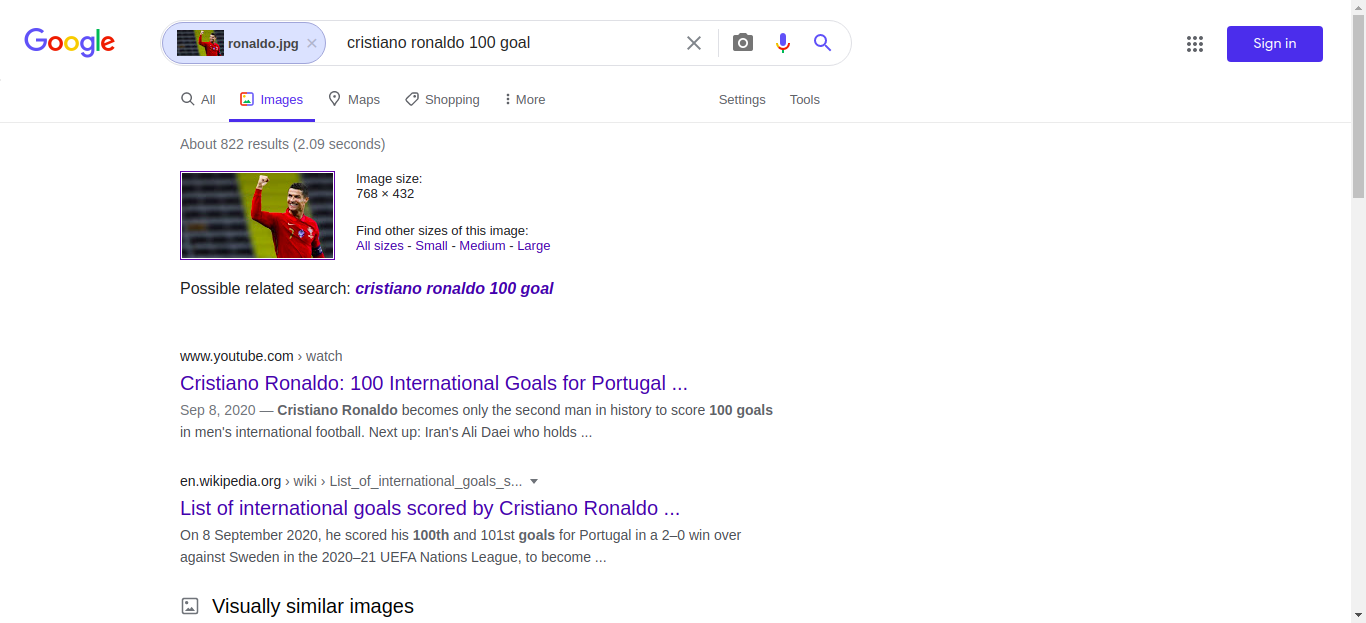 Google
ronaldo.jpg
cristiano ronaldo 100 goal
Sign in
All
Images
Maps
Shopping
More
Settings
Tools
About 822 results (2.09 seconds)
Image size:
768 × 432
Find other sizes of this image:
All sizes - Small - Medium - Large
Possible related search: cristiano ronaldo 100 goal
www.youtube.com › watch
Cristiano Ronaldo: 100 International Goals for Portugal ...
Sep 8, 2020 — Cristiano Ronaldo becomes only the second man in history to score 100 goals
in men's international football. Next up: Iran's Ali Daei who holds ...
en.wikipedia.org › wiki › List_of_international_goals_s...
List of international goals scored by Cristiano Ronaldo ...
On 8 September 2020, he scored his 100th and 101st goals for Portugal in a 2–0 win over
against Sweden in the 2020–21 UEFA Nations League, to become ...
Visually similar images